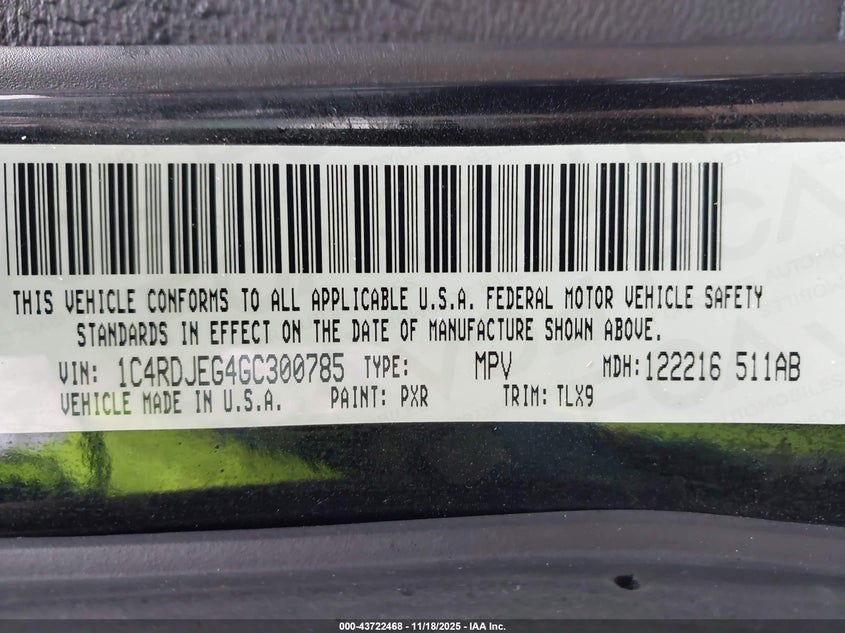 THIS VEHICLE CONFORMS TO ALL APPLICABLE U.S.A. FEDERAL MOTOR VEHICLE SAFETY
STANDARDS IN EFFECT ON THE DATE OF MANUFACTURE SHOWN ABOVE.
VIN: 1C4RDJEG4GC300785 TYPE: MPV MDH: 122216 511AB
VEHICLE MADE IN U.S.A. PAINT: PXR TRIM: TLX9
000-43722468 - 11/18/2025 - IAA Inc.